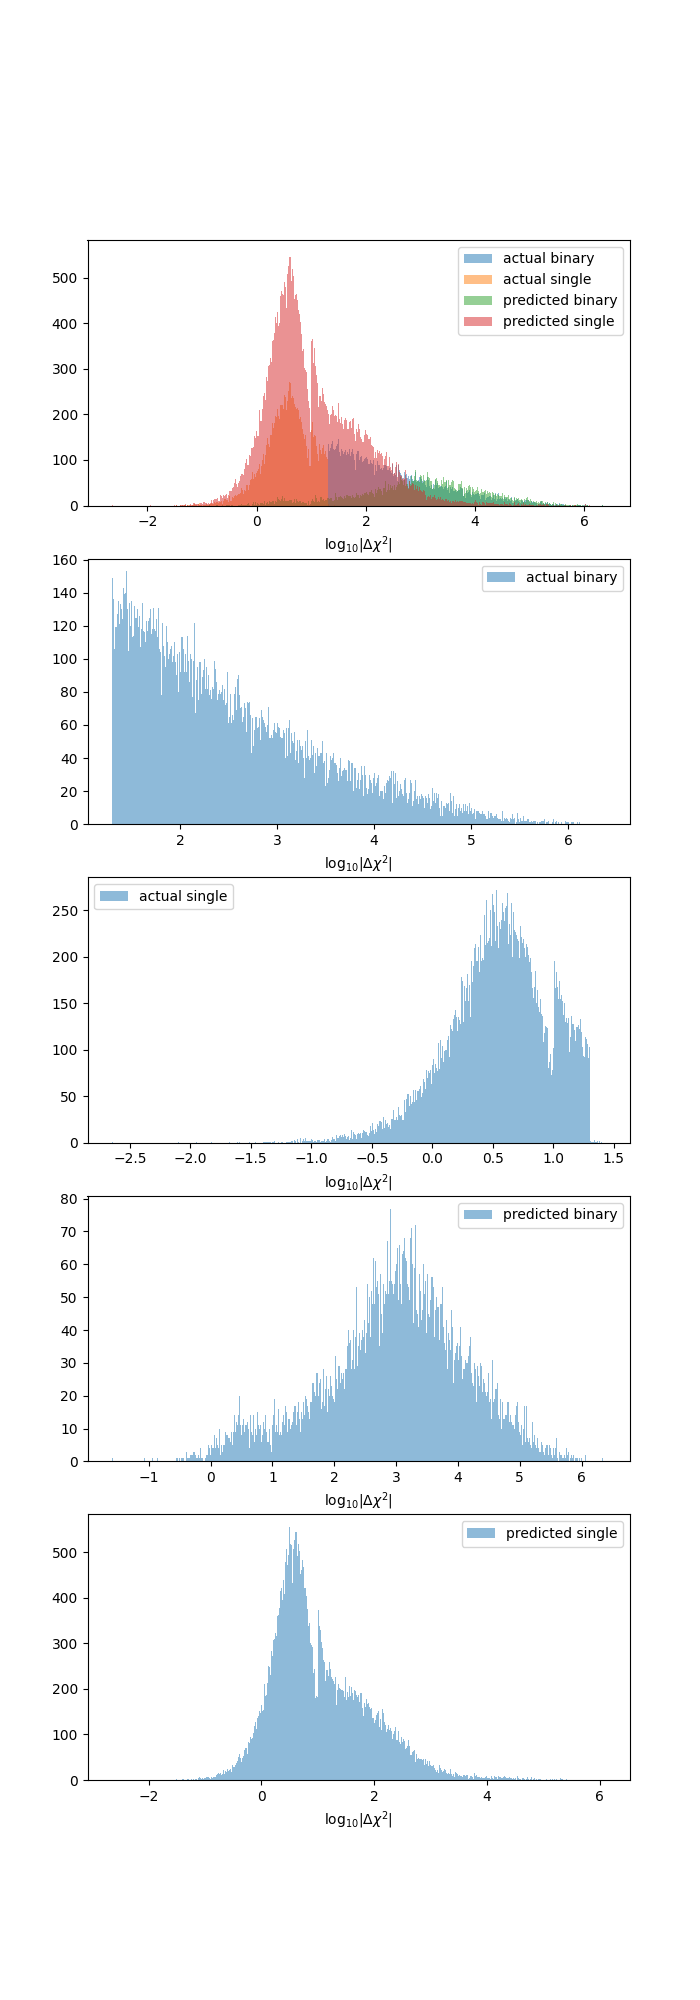 500
400
300
200
100
0
actual binary
actual single
predicted binary
predicted single
−2 0 2 4 6
log₁₀|Δχ²|
160
140
120
100
80
60
40
20
0
actual binary
2 3 4 5 6
log₁₀|Δχ²|
250
200
150
100
50
0
actual single
−2.5 −2.0 −1.5 −1.0 −0.5 0.0 0.5 1.0 1.5
log₁₀|Δχ²|
80
70
60
50
40
30
20
10
0
predicted binary
−1 0 1 2 3 4 5 6
log₁₀|Δχ²|
500
400
300
200
100
0
predicted single
−2 0 2 4 6
log₁₀|Δχ²|